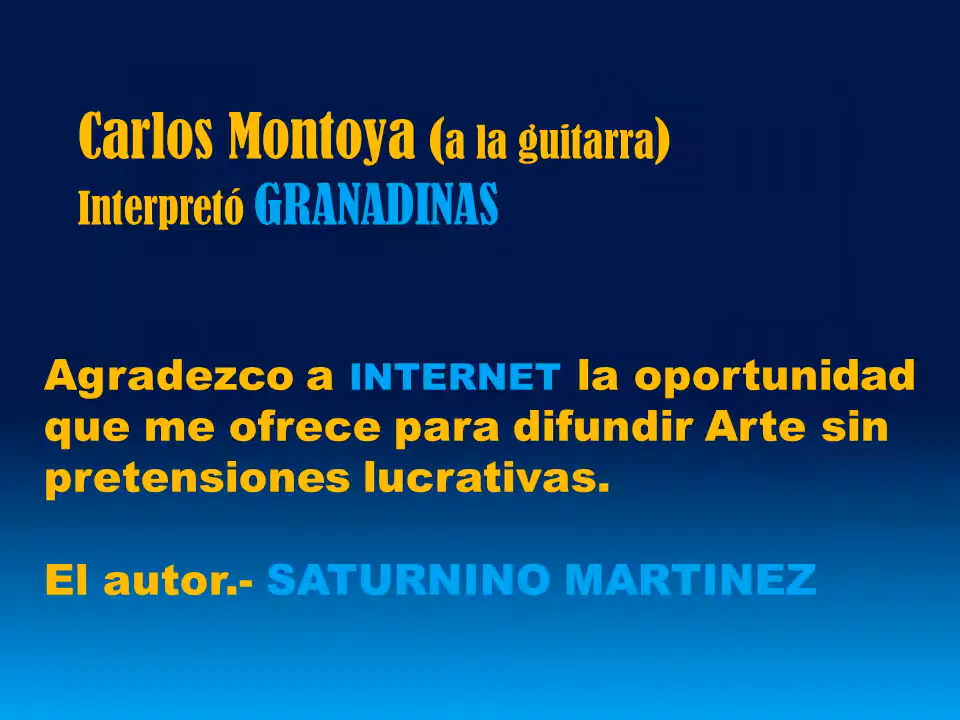 Carlos Montoya (a la guitarra)
Interpretó GRANADINAS
Agradezco a INTERNET la oportunidad
que me ofrece para difundir Arte sin
pretensiones lucrativas.
El autor.- SATURNINO MARTINEZ